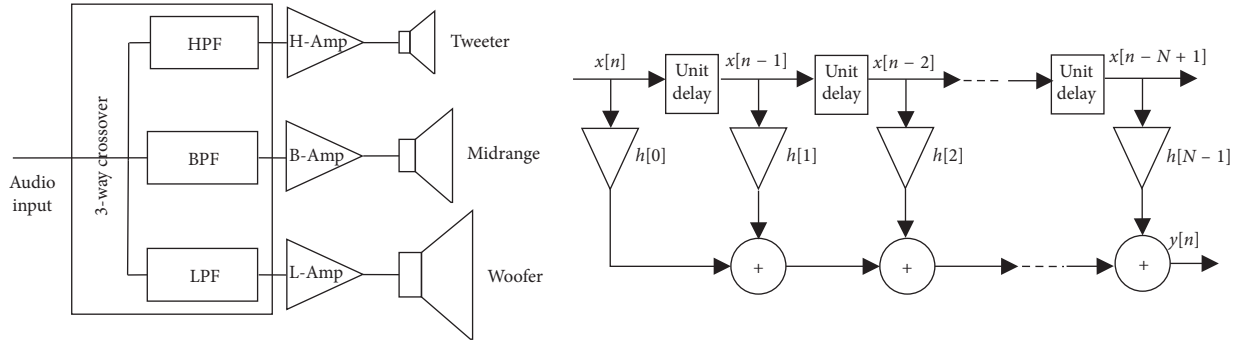 HPF
H-Amp
Tweeter
3-way crossover
BPF
B-Amp
Midrange
Audio
input
LPF
L-Amp
Woofer
x[n]
Unit
delay
x[n – 1]
Unit
delay
x[n – 2]
Unit
delay
x[n – N + 1]
h[0]
h[1]
h[2]
h[N – 1]
+
+
+
y[n]